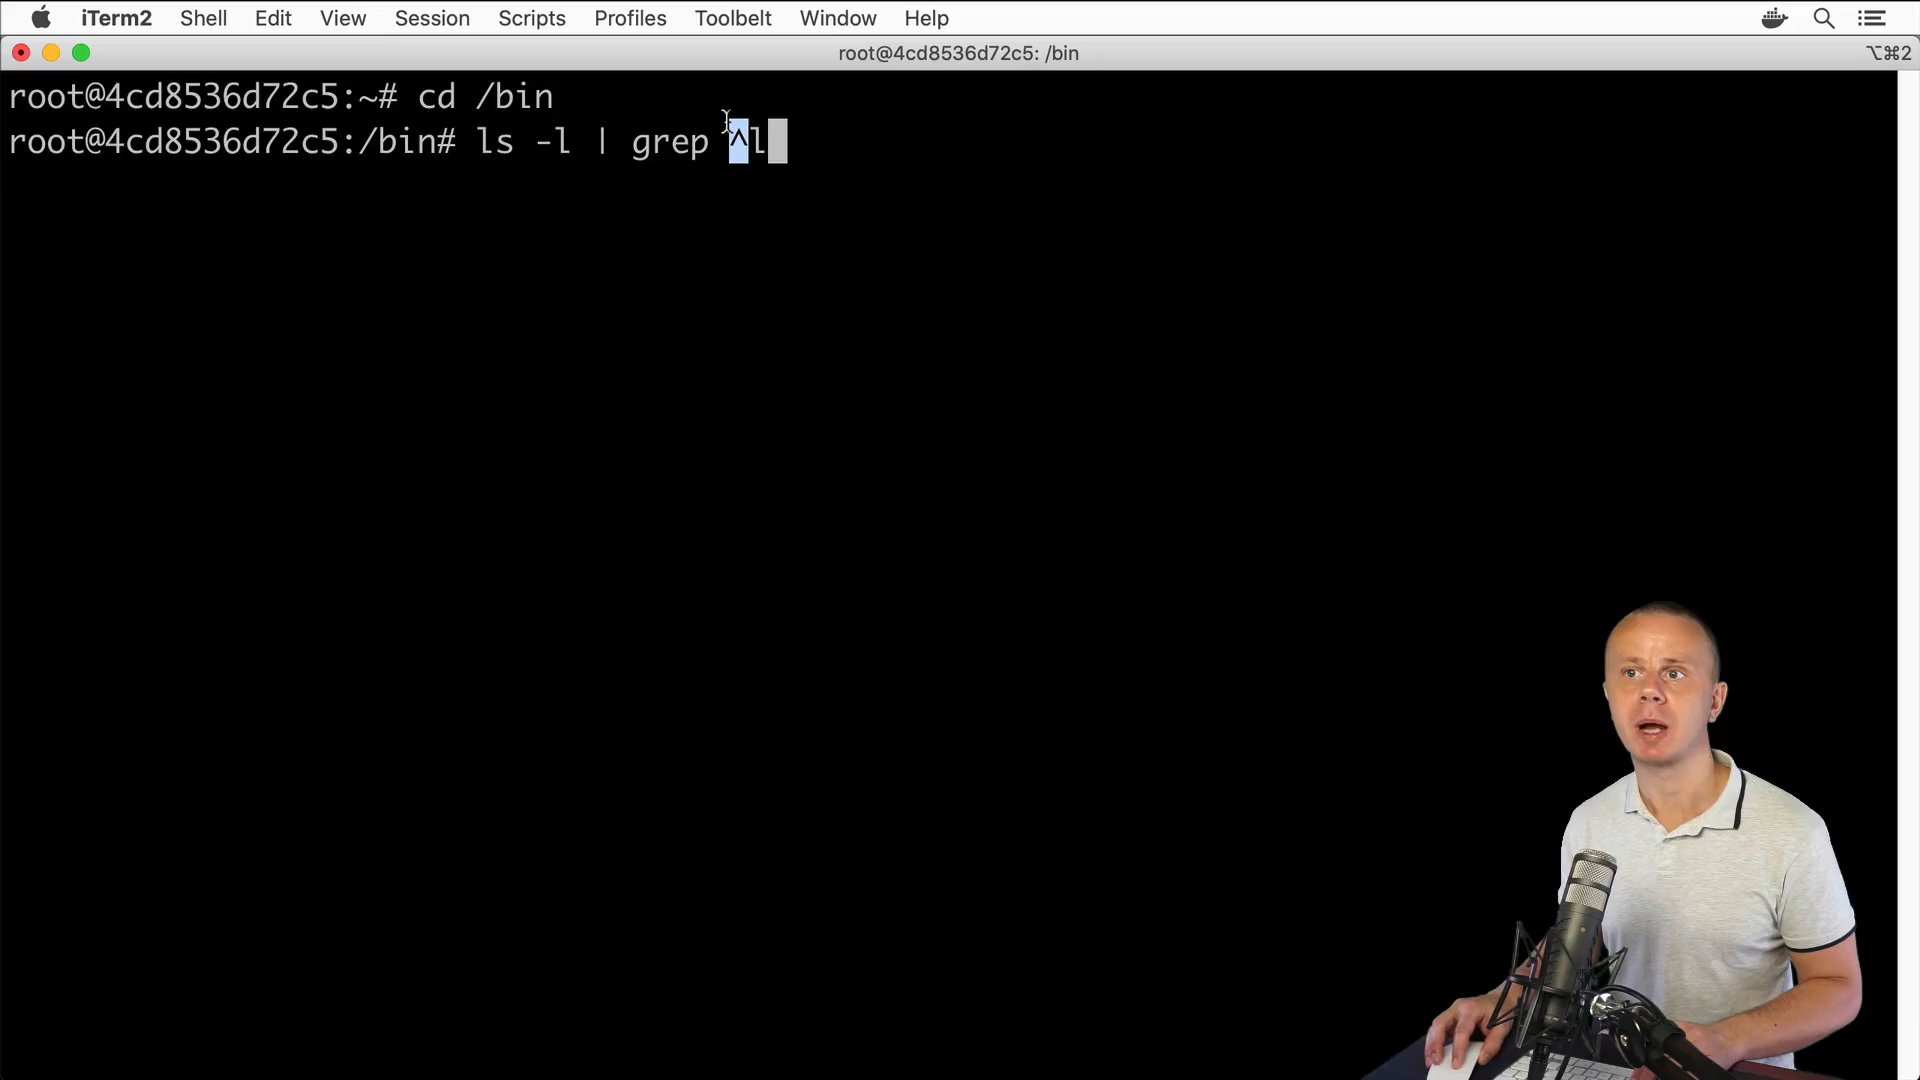 iTerm2 Shell Edit View Session Scripts Profiles Toolbelt Window Help
root@4cd8536d72c5: /bin ⌥⌘2
root@4cd8536d72c5:~# cd /bin
root@4cd8536d72c5:/bin# ls -l | grep ^l